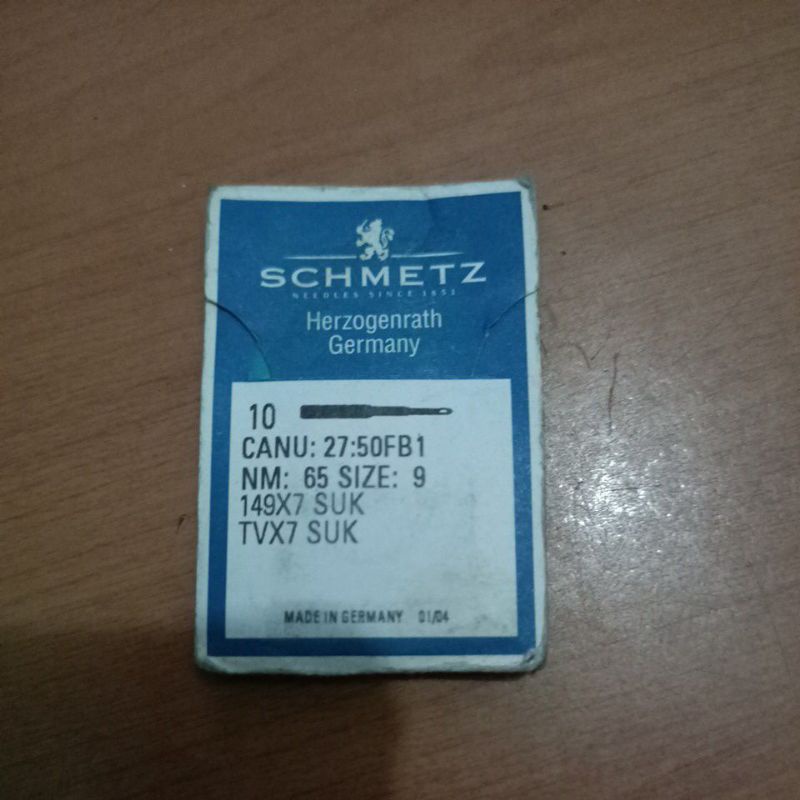 SCHMETZ
NEEDLES SINCE 1851
Herzogenrath
Germany
10
CANU: 27:50FB1
NM: 65 SIZE: 9
149X7 SUK
TVX7 SUK
MADE IN GERMANY 01/04